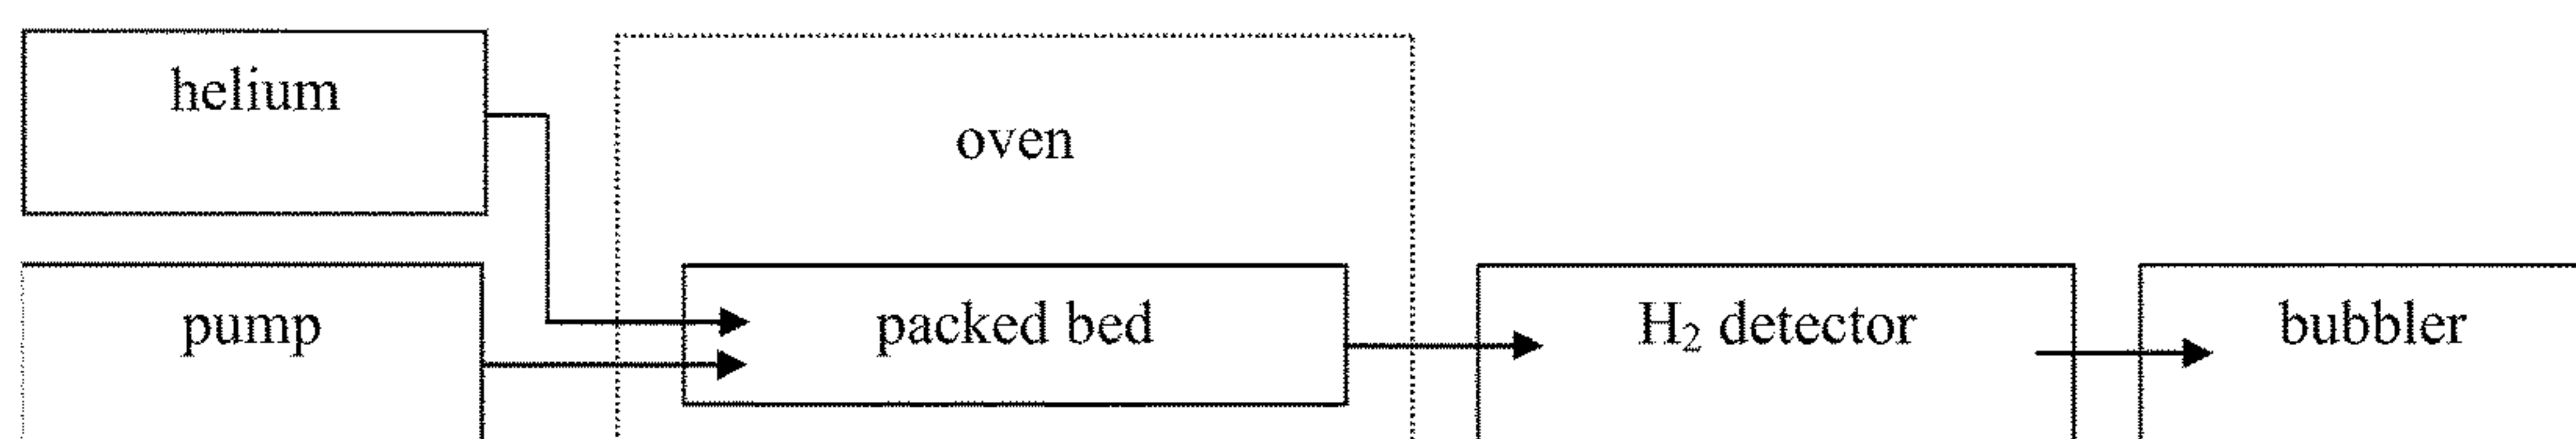 helium
oven
pump
packed bed
H₂ detector
bubbler